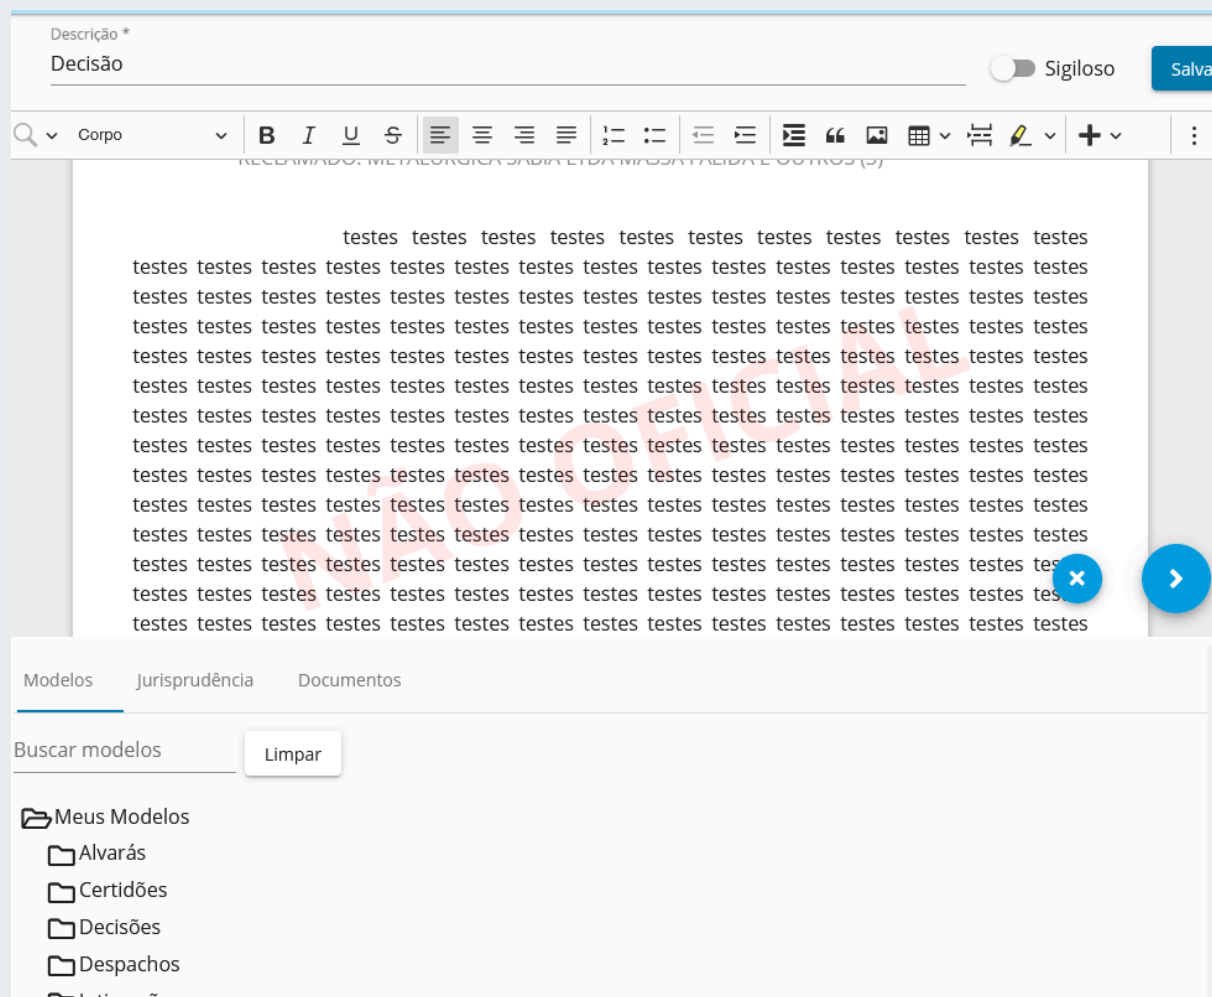 Descrição *
Decisão
Sigiloso
Salva
Corpo
RECLAMADO: METALURGICA SABIA LTDA MASSA FALIDA E OUTROS (3)
testes testes testes testes testes testes testes testes testes testes testes
testes testes testes testes testes testes testes testes testes testes testes testes testes testes testes
testes testes testes testes testes testes testes testes testes testes testes testes testes testes testes
testes testes testes testes testes testes testes testes testes testes testes testes testes testes testes
testes testes testes testes testes testes testes testes testes testes testes testes testes testes testes
testes testes testes testes testes testes testes testes testes testes testes testes testes testes testes
testes testes testes testes testes testes testes testes testes testes testes testes testes testes testes
testes testes testes testes testes testes testes testes testes testes testes testes testes testes testes
testes testes testes testes testes testes testes testes testes testes testes testes testes testes testes
testes testes testes testes testes testes testes testes testes testes testes testes testes testes testes
testes testes testes testes testes testes testes testes testes testes testes testes testes testes testes
testes testes testes testes testes testes testes testes testes testes testes testes testes testes tes
testes testes testes testes testes testes testes testes testes testes testes testes testes testes tes
testes testes testes testes testes testes testes testes testes testes testes testes testes testes testes
NÃO OFICIAL
Modelos Jurisprudência Documentos
Buscar modelos
Limpar
Meus Modelos
Alvarás
Certidões
Decisões
Despachos